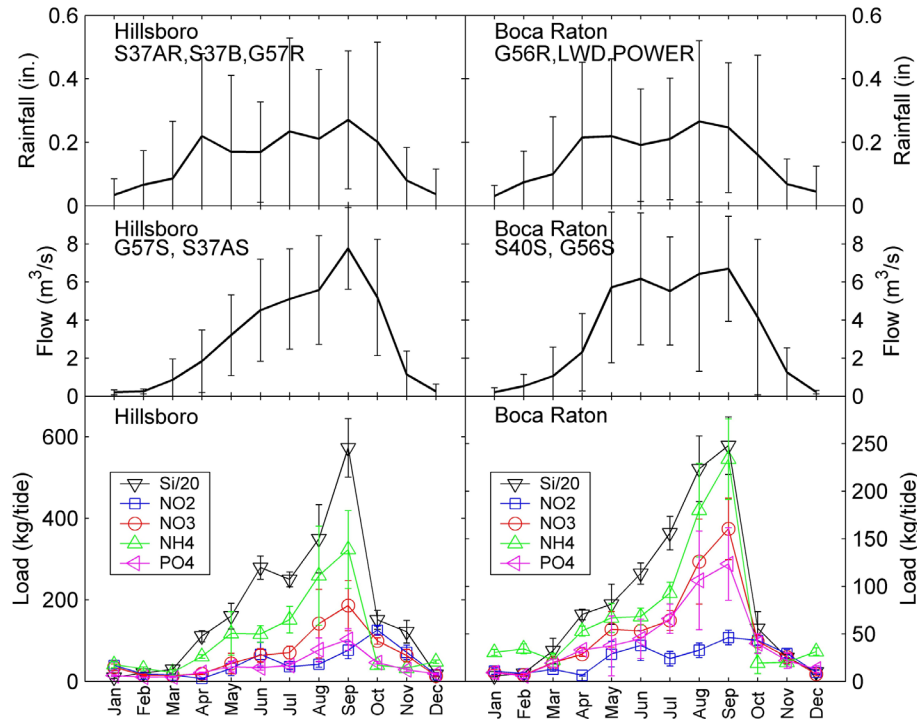 Hillsboro
S37AR,S37B,G57R
Boca Raton
G56R,LWD,POWER
Rainfall (in.)
0.6
0.4
0.2
0
0.6
0.4
0.2
0
Rainfall (in)
Hillsboro
G57S, S37AS
Boca Raton
S40S, G56S
Flow (m³/s)
8
6
4
2
0
8
6
4
2
0
Flow (m³/s)
Hillsboro
Boca Raton
Load (kg/tide)
600
400
200
0
Si/20
NO2
NO3
NH4
PO4
Si/20
NO2
NO3
NH4
PO4
250
200
150
100
50
0
Load (kg/tide)
Jan
Feb
Mar
Apr
May
Jun
Jul
Aug
Sep
Oct
Nov
Dec
Jan
Feb
Mar
Apr
May
Jun
Jul
Aug
Sep
Oct
Nov
Dec